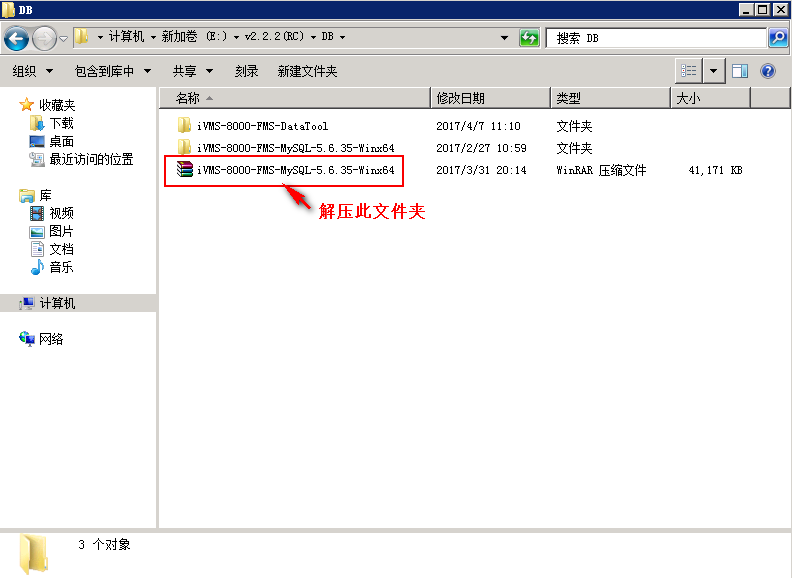 DB
计算机 新加卷 (E:) v2.2.2(RC) DB
搜索 DB
组织 包含到库中 共享 刻录 新建文件夹
名称 修改日期 类型 大小
收藏夹
下载
桌面
最近访问的位置
库
视频
图片
文档
音乐
计算机
网络
iVMS-8000-FMS-DataTool 2017/4/7 11:10 文件夹
iVMS-8000-FMS-MySQL-5.6.35-Winx64 2017/2/27 10:59 文件夹
iVMS-8000-FMS-MySQL-5.6.35-Winx64 2017/3/31 20:14 WinRAR 压缩文件 41,171 KB
解压此文件夹
3 个对象